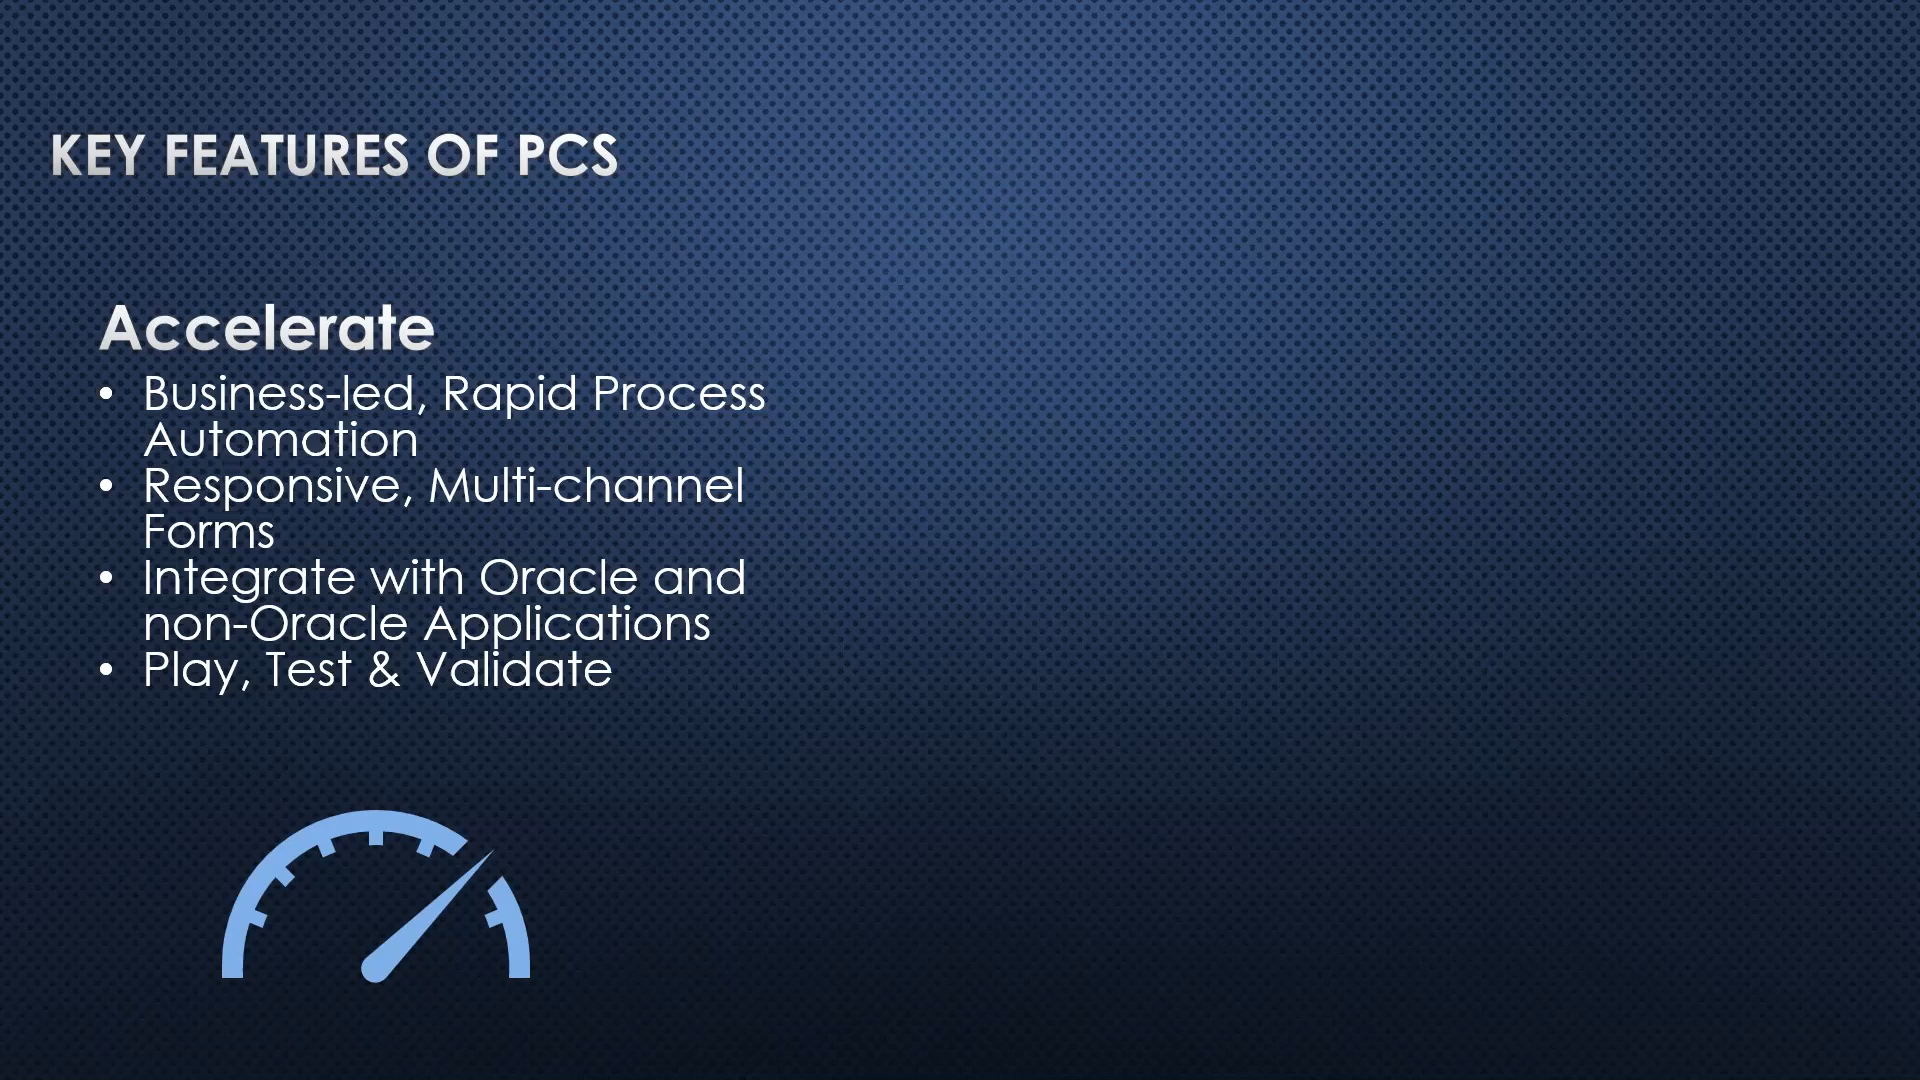 KEY FEATURES OF PCS
Accelerate
• Business-led, Rapid Process
Automation
• Responsive, Multi-channel
Forms
• Integrate with Oracle and
non-Oracle Applications
• Play, Test & Validate